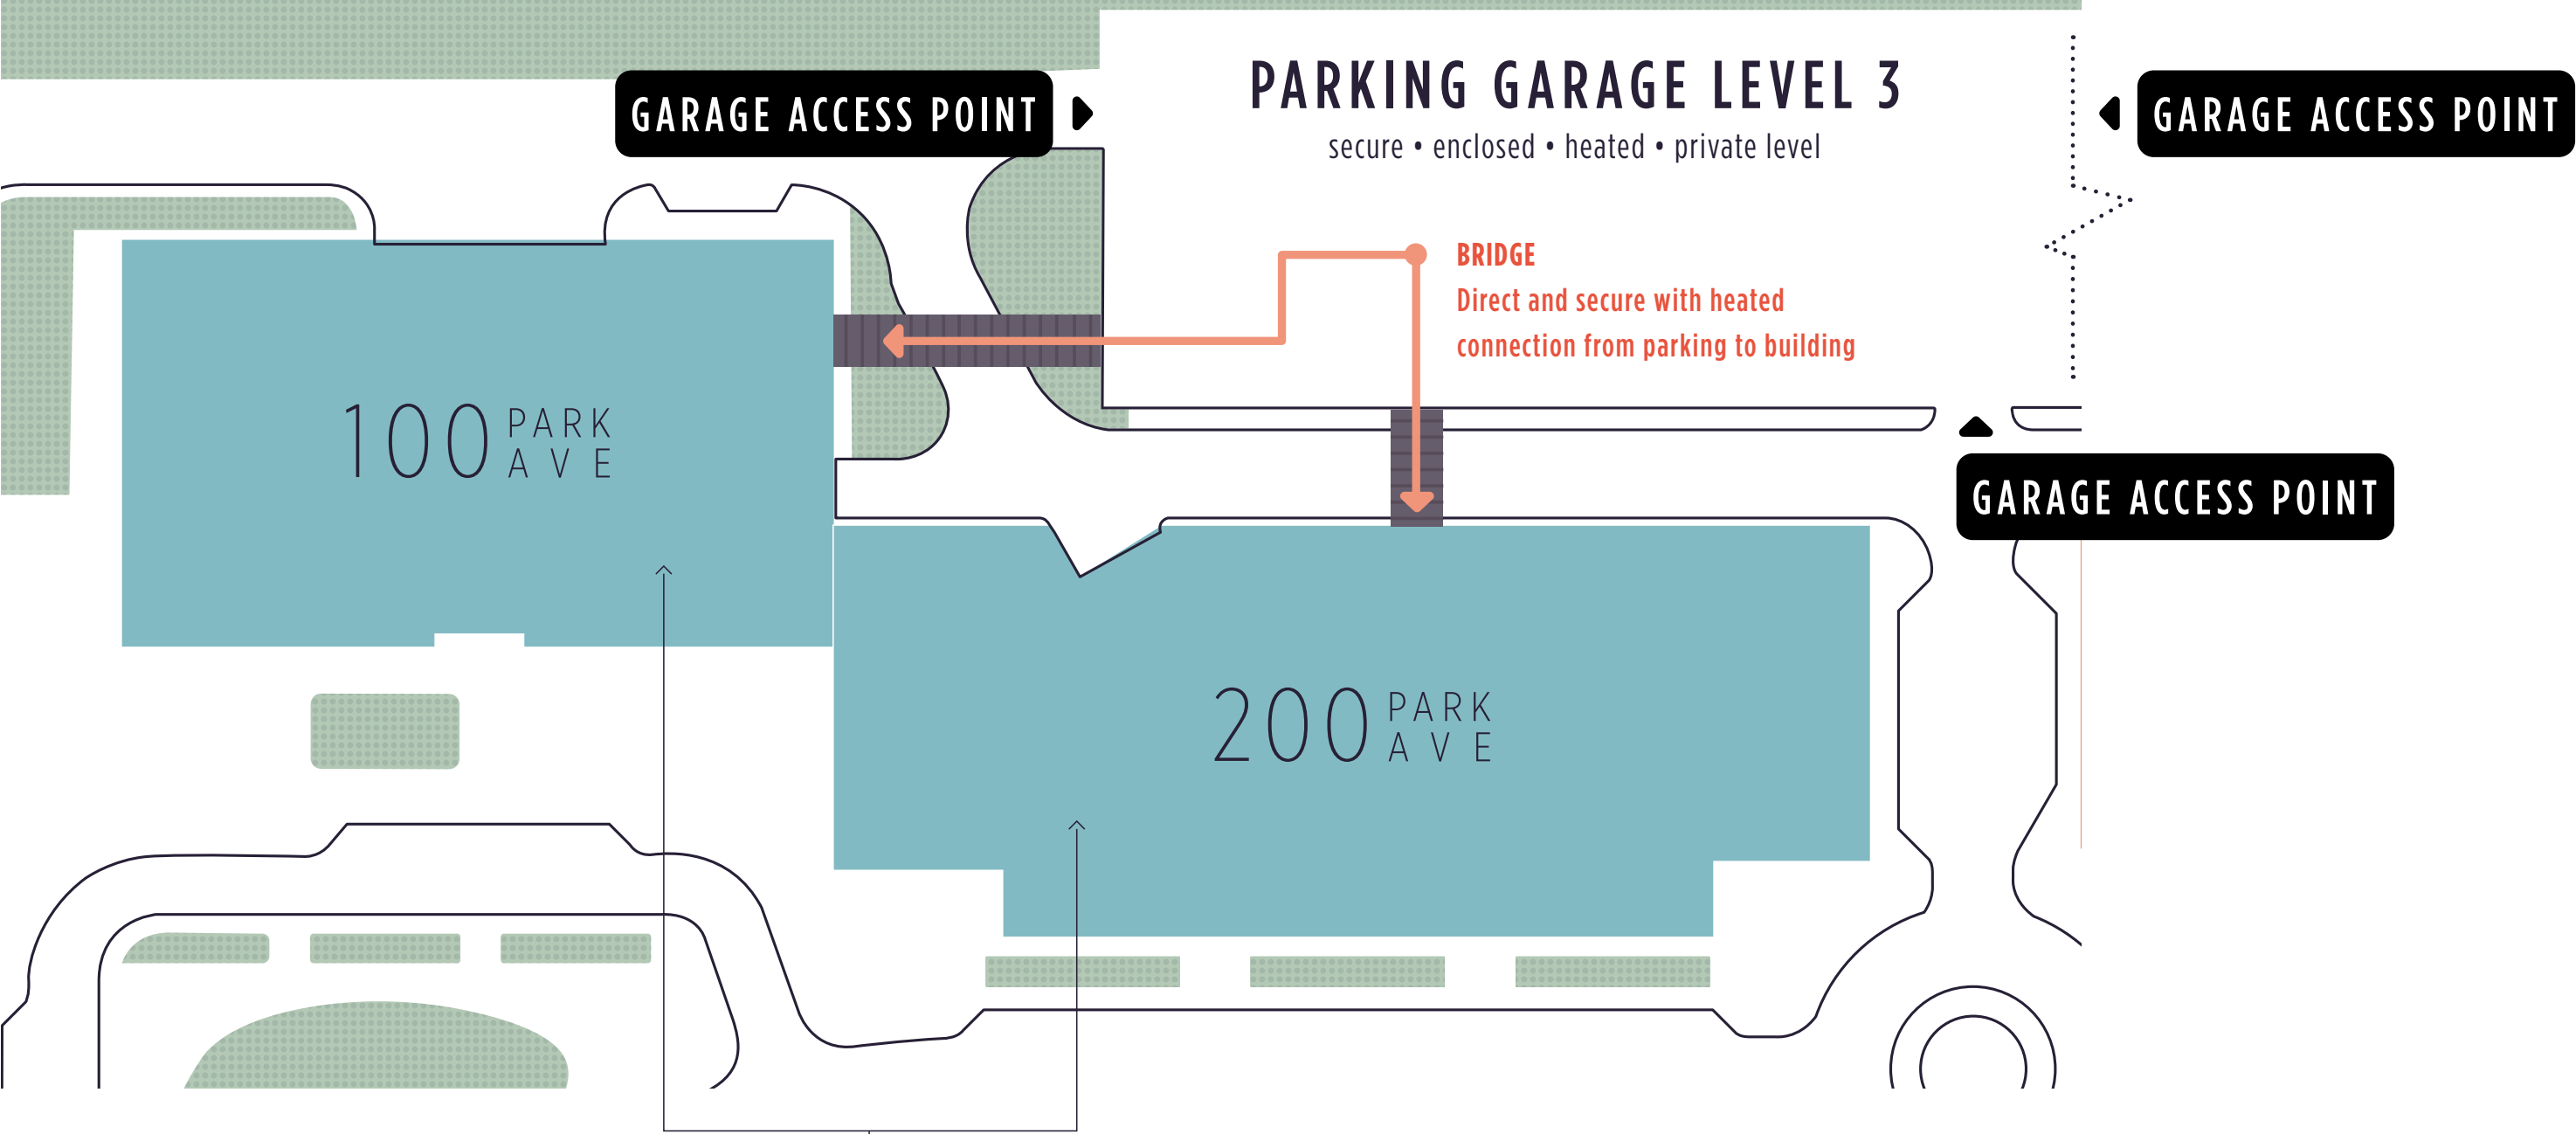 PARKING GARAGE LEVEL 3
secure • enclosed • heated • private level
GARAGE ACCESS POINT
GARAGE ACCESS POINT
BRIDGE
Direct and secure with heated
connection from parking to building
100 PARK
AVE
GARAGE ACCESS POINT
200 PARK
AVE